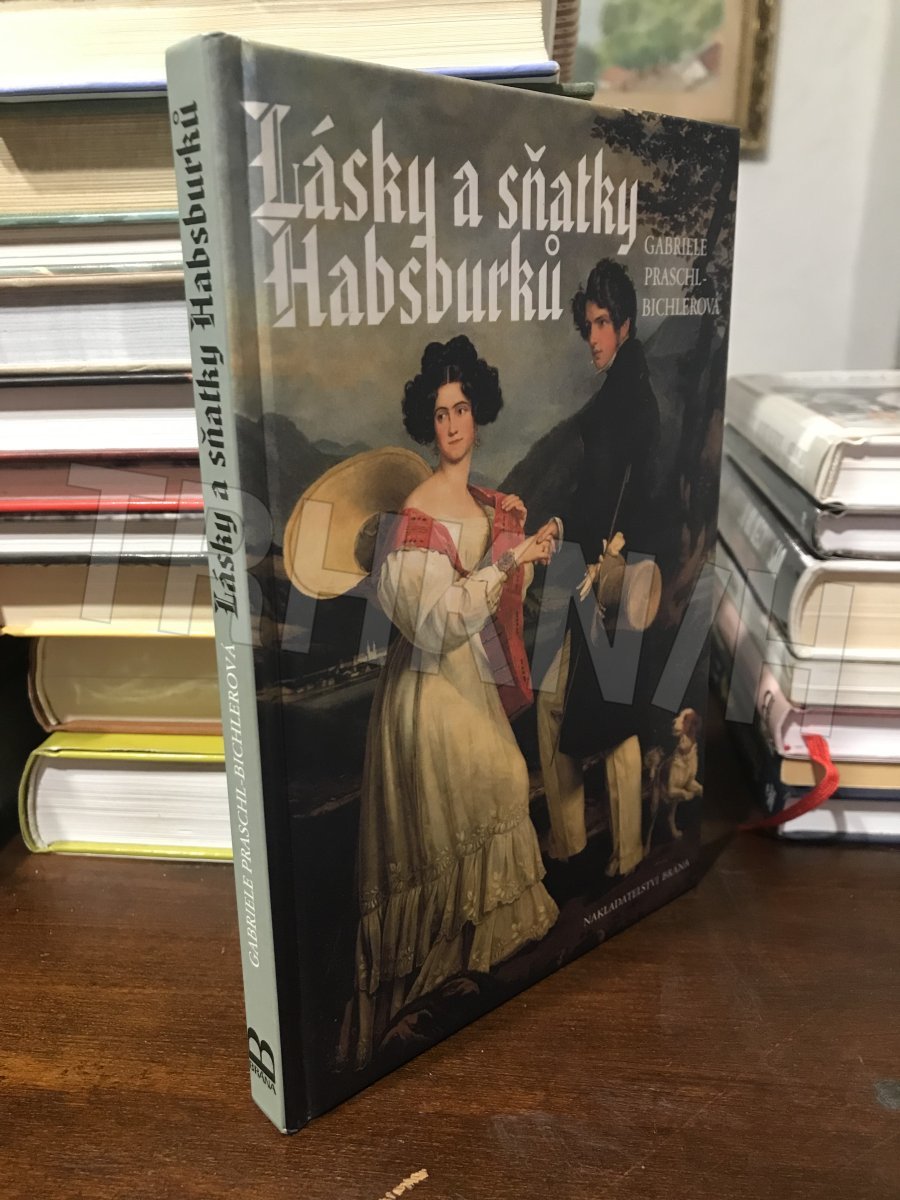 Lásky a sňatky
Habsburků
GABRIELE
PRASCHL-
BICHLEROVÁ
NAKLADATELSTVÍ BRÁNA
GABRIELE PRASCHL-BICHLEROVÁ Lásky a sňatky Habsburků
B
BRÁNA